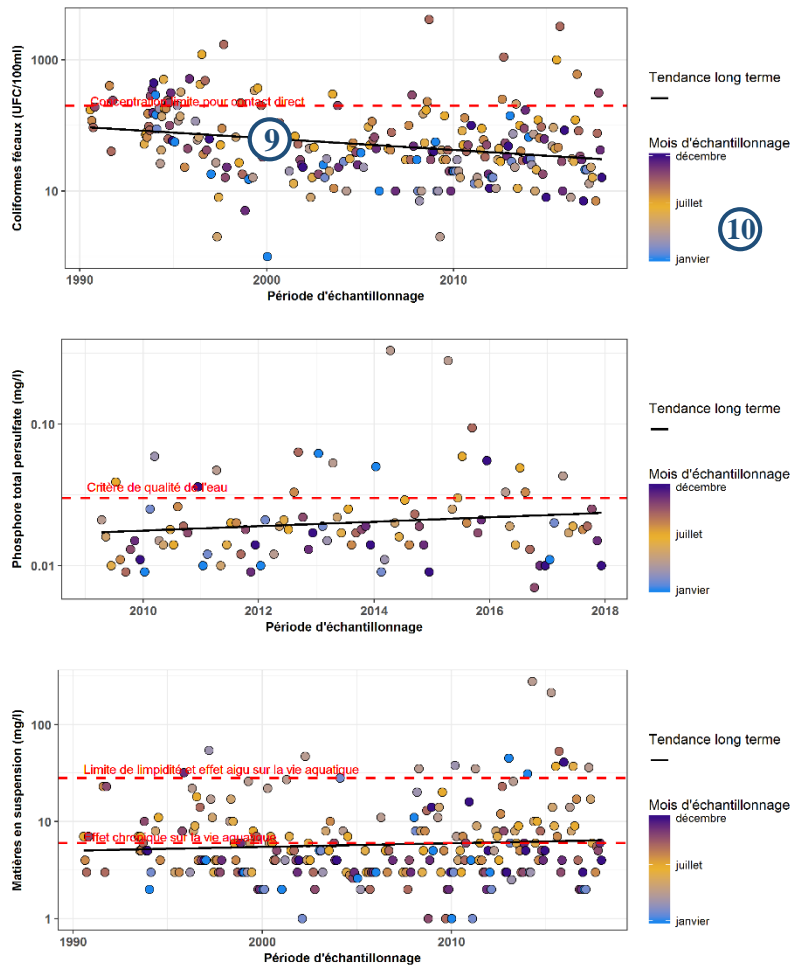 Coliformes fécaux (UFC/100ml)
1000
10
Concentration limite pour contact direct
9
1990
2000
2010
Période d'échantillonnage
Tendance long terme
Mois d'échantillonnage
décembre
juillet
janvier
10
Phosphore total persulfate (mg/l)
0.10
0.01
Critère de qualité de l'eau
2010
2012
2014
2016
2018
Période d'échantillonnage
Tendance long terme
Mois d'échantillonnage
décembre
juillet
janvier
Matières en suspension (mg/l)
100
10
1
Limite de limpidité et effet aigu sur la vie aquatique
Effet chronique sur la vie aquatique
1990
2000
2010
Période d'échantillonnage
Tendance long terme
Mois d'échantillonnage
décembre
juillet
janvier